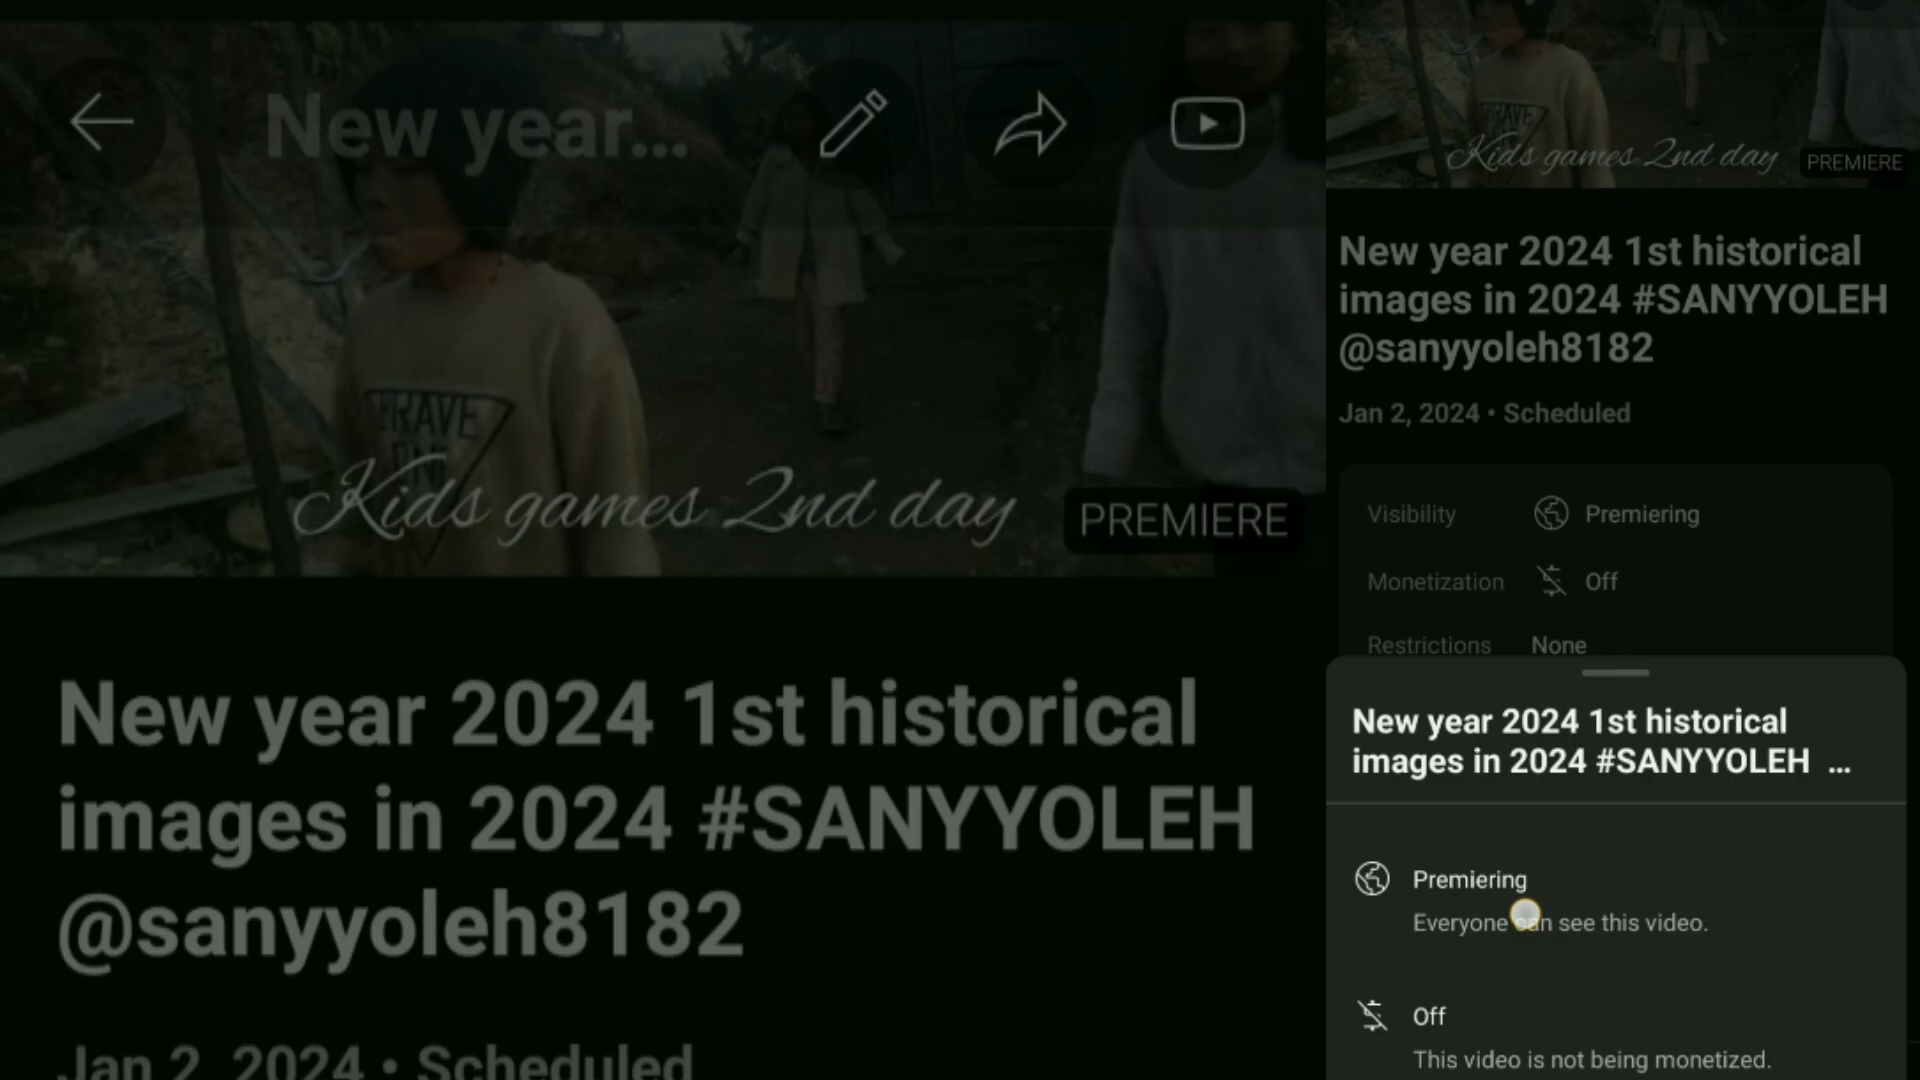 New year...
BRAVE
Kids games 2nd day
PREMIERE
New year 2024 1st historical
images in 2024 #SANYYOLEH
@sanyyoleh8182
Jan 2, 2024 • Scheduled
BRAVE
Kids games 2nd day
PREMIERE
New year 2024 1st historical
images in 2024 #SANYYOLEH
@sanyyoleh8182
Jan 2, 2024 • Scheduled
Visibility Premiering
Monetization Off
Restrictions None
New year 2024 1st historical
images in 2024 #SANYYOLEH ...
Premiering
Everyone can see this video.
Off
This video is not being monetized.